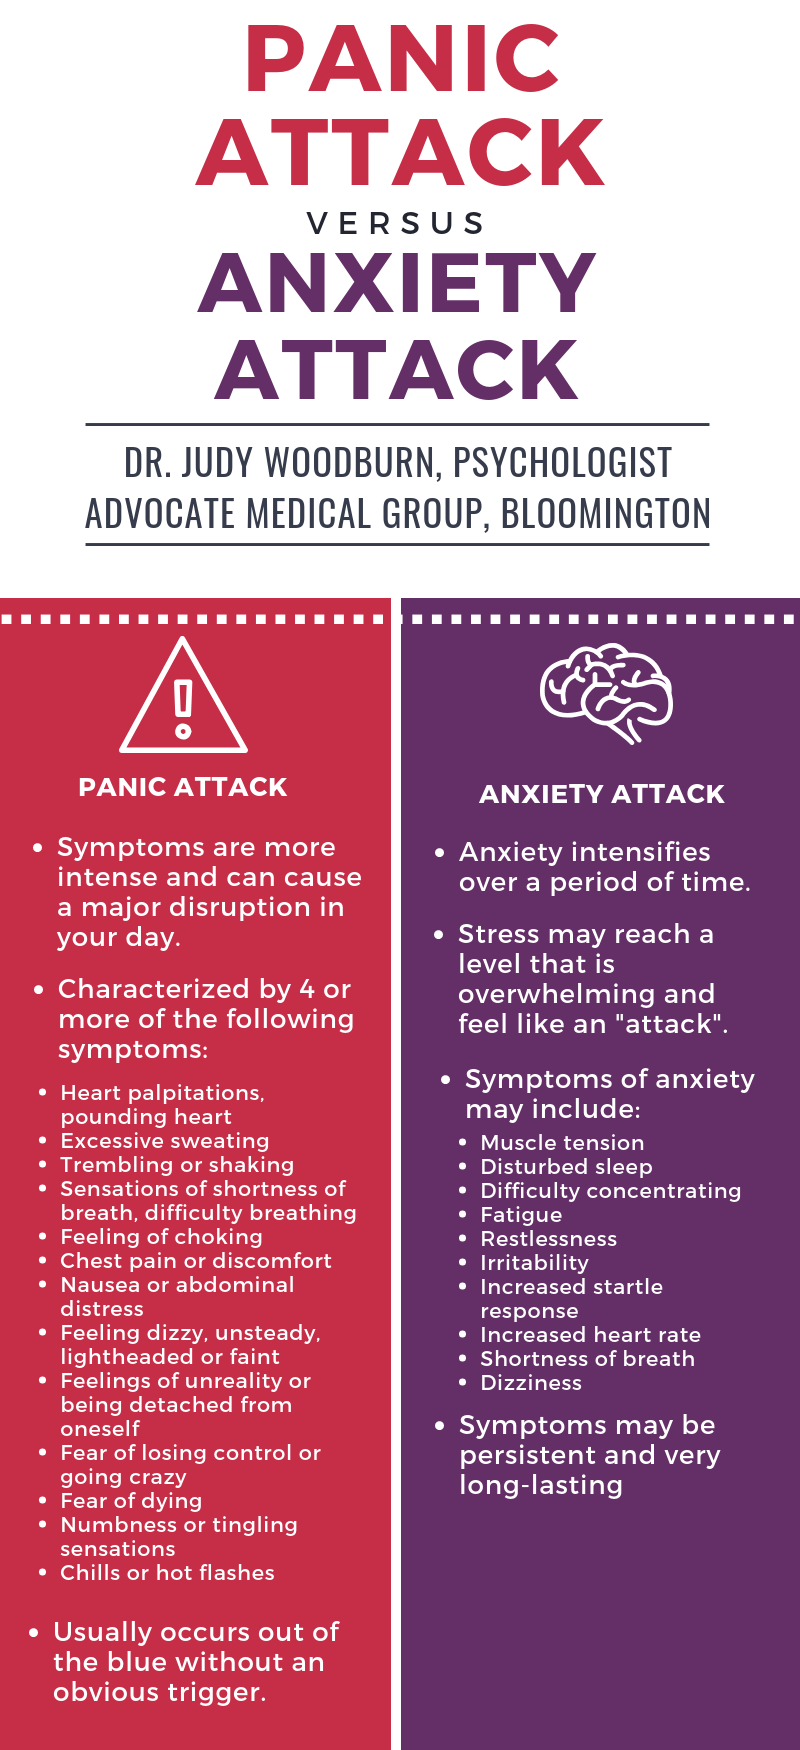 PANIC
ATTACK
VERSUS
ANXIETY
ATTACK
DR. JUDY WOODBURN, PSYCHOLOGIST
ADVOCATE MEDICAL GROUP, BLOOMINGTON
PANIC ATTACK
• Symptoms are more
intense and can cause
a major disruption in
your day.
• Characterized by 4 or
more of the following
symptoms:
• Heart palpitations,
pounding heart
• Excessive sweating
• Trembling or shaking
• Sensations of shortness of
breath, difficulty breathing
• Feeling of choking
• Chest pain or discomfort
• Nausea or abdominal
distress
• Feeling dizzy, unsteady,
lightheaded or faint
• Feelings of unreality or
being detached from
oneself
• Fear of losing control or
going crazy
• Fear of dying
• Numbness or tingling
sensations
• Chills or hot flashes
• Usually occurs out of
the blue without an
obvious trigger.
ANXIETY ATTACK
• Anxiety intensifies
over a period of time.
• Stress may reach a
level that is
overwhelming and
feel like an "attack".
• Symptoms of anxiety
may include:
• Muscle tension
• Disturbed sleep
• Difficulty concentrating
• Fatigue
• Restlessness
• Irritability
• Increased startle
response
• Increased heart rate
• Shortness of breath
• Dizziness
• Symptoms may be
persistent and very
long-lasting